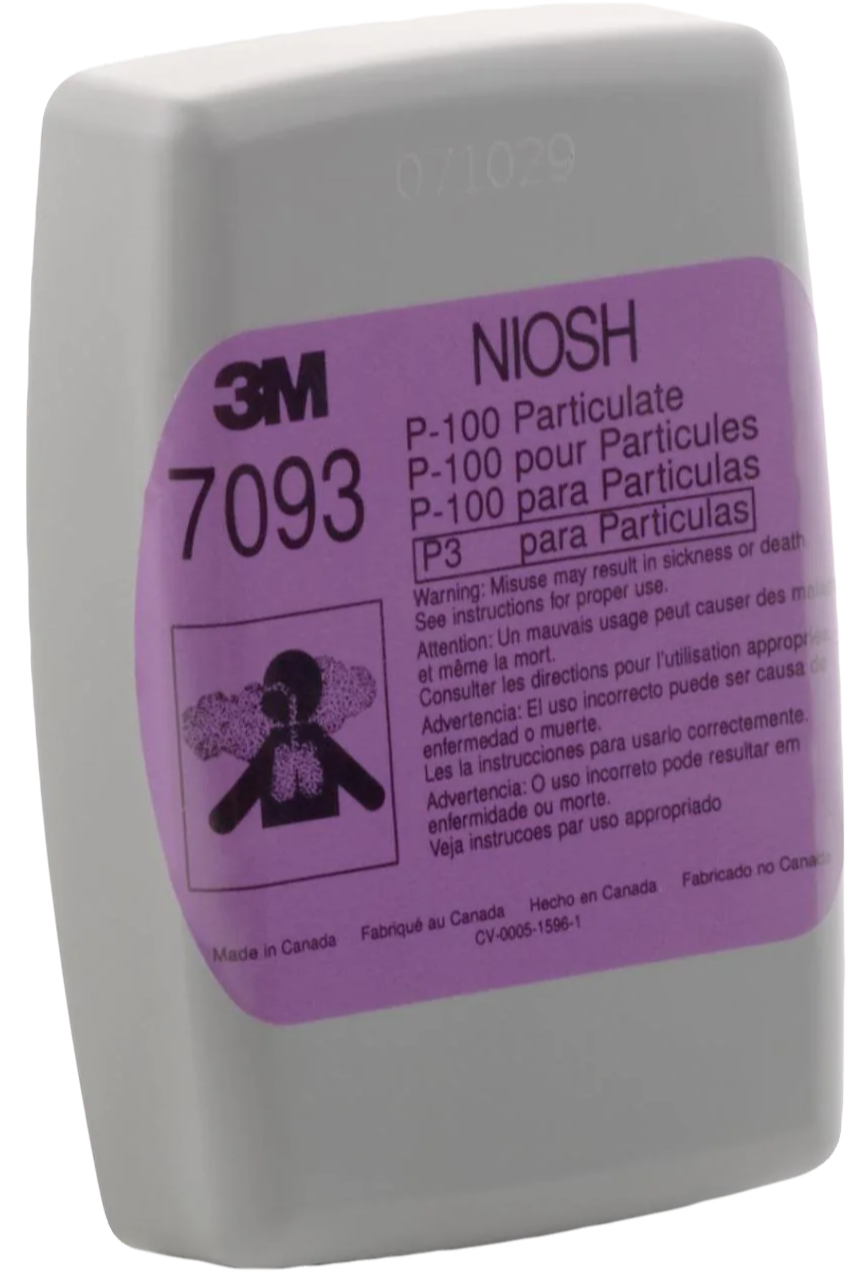 071029
3M
7093
NIOSH
P-100 Particulate
P-100 pour Particules
P-100 para Particulas
P3 para Particulas
Warning: Misuse may result in sickness or death
See instructions for proper use.
Attention: Un mauvais usage peut causer des
et même la mort.
Consulter les directions pour l'utilisation
Advertencia: El uso incorrecto puede ser causa de
enfermedad o muerte.
Les la instrucciones para usarlo correctemente.
Advertencia: O uso incorreto pode resultar em
enfermidade ou morte.
Veja instrucoes par uso appropriado
Made in Canada Fabriqué au Canada Hecho en Canada Fabricado no Canada
CV-0005-1596-1